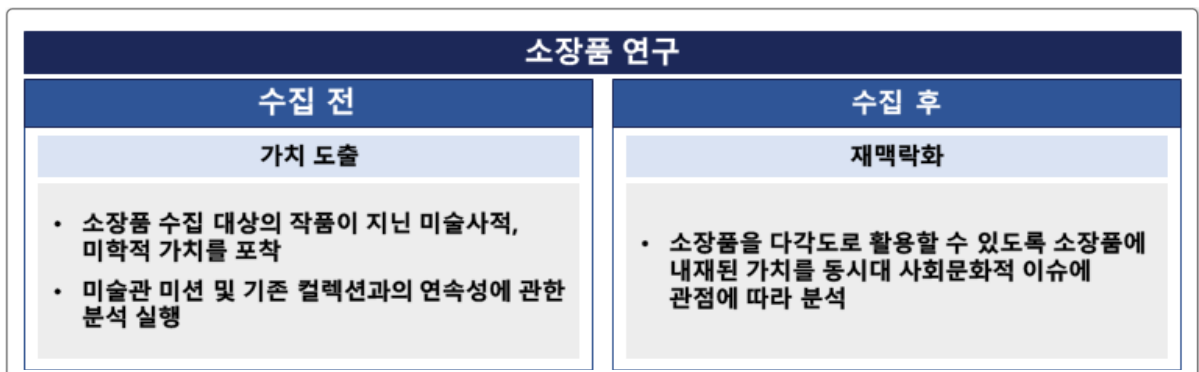 소장품 연구
수집 전
가치 도출
• 소장품 수집 대상의 작품이 지닌 미술사적,
미학적 가치를 포착
• 미술관 미션 및 기존 컬렉션과의 연속성에 관한
분석 실행
수집 후
재맥락화
• 소장품을 다각도로 활용할 수 있도록 소장품에
내재된 가치를 동시대 사회문화적 이슈에
관점에 따라 분석